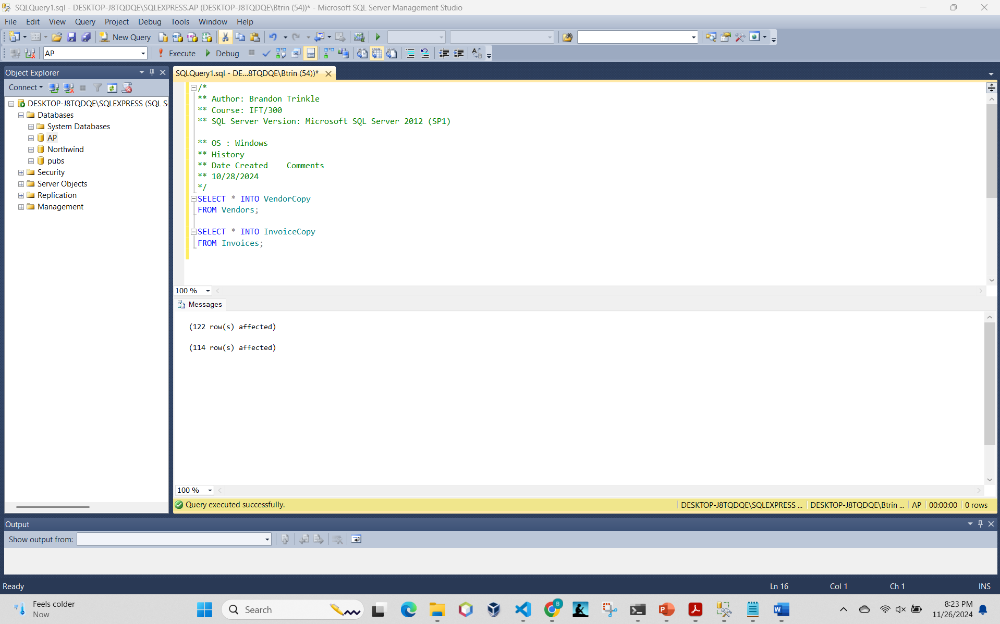 SQLQuery1.sql - DESKTOP-J8TQDQE\SQLEXPRESS.AP (DESKTOP-J8TQDQE\Btrin (54))* - Microsoft SQL Server Management Studio
File Edit View Query Project Debug Tools Window Help
New Query
AP Execute Debug
Object Explorer
Connect
DESKTOP-J8TQDQE\SQLEXPRESS (SQL S
Databases
System Databases
AP
Northwind
pubs
Security
Server Objects
Replication
Management
SQLQuery1.sql - DE...8TQDQE\Btrin (54))*
/*
** Author: Brandon Trinkle
** Course: IFT/300
** SQL Server Version: Microsoft SQL Server 2012 (SP1)
** OS : Windows
** History
** Date Created    Comments
** 10/28/2024
*/
SELECT * INTO VendorCopy
FROM Vendors;
SELECT * INTO InvoiceCopy
FROM Invoices;
100 %
Messages
(122 row(s) affected)
(114 row(s) affected)
100 %
Query executed successfully. DESKTOP-J8TQDQE\SQLEXPRESS ... DESKTOP-J8TQDQE\Btrin ... AP 00:00:00 0 rows
Output
Show output from:
Ready Ln 16 Col 1 Ch 1 INS
Feels colder
Now
Search
8:23 PM
11/26/2024